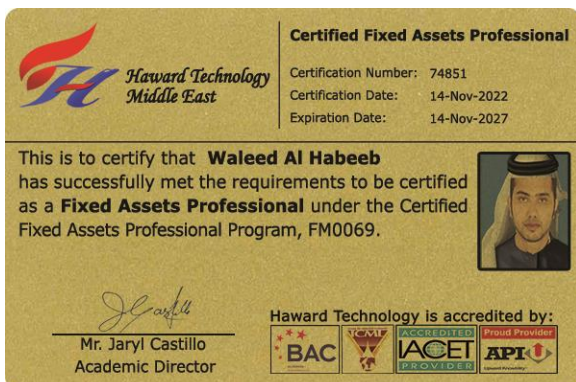 Haward Technology
Middle East
Certified Fixed Assets Professional
Certification Number: 74851
Certification Date: 14-Nov-2022
Expiration Date: 14-Nov-2027
This is to certify that Waleed Al Habeeb
has successfully met the requirements to be certified
as a Fixed Assets Professional under the Certified
Fixed Assets Professional Program, FM0069.
Mr. Jaryl Castillo
Academic Director
Haward Technology is accredited by:
BAC
ACCREDITED
IACET
PROVIDER
Proud Provider
API